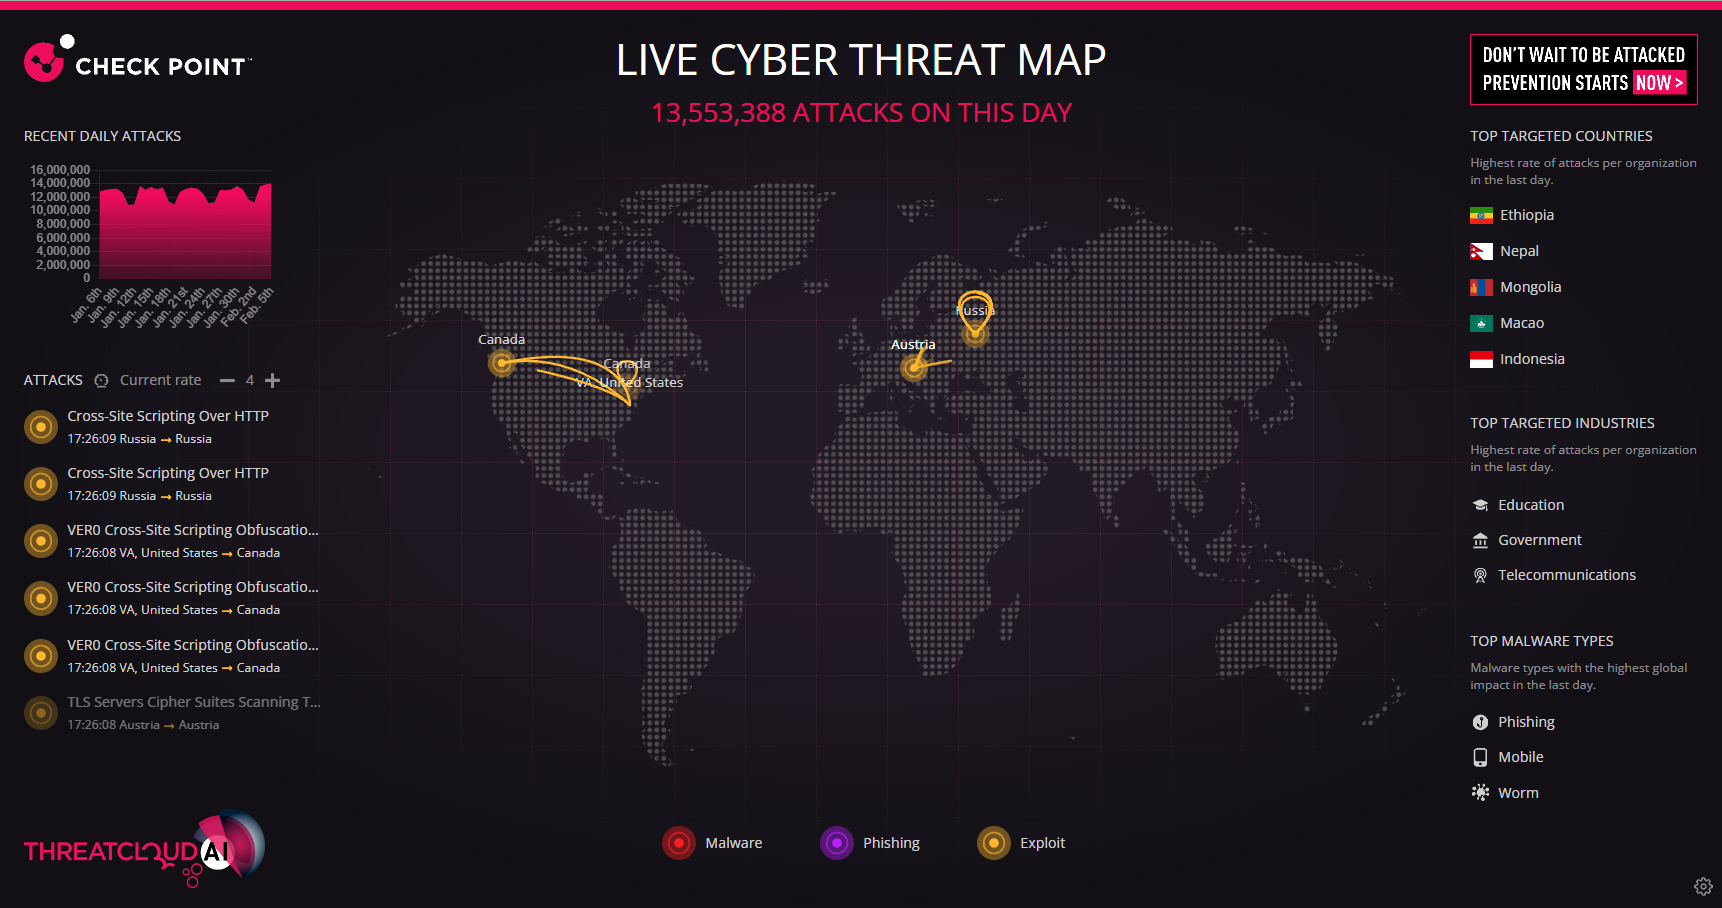 CHECK POINT
LIVE CYBER THREAT MAP
13,553,388 ATTACKS ON THIS DAY
DON'T WAIT TO BE ATTACKED
PREVENTION STARTS NOW >
RECENT DAILY ATTACKS
16,000,000
14,000,000
12,000,000
10,000,000
8,000,000
6,000,000
4,000,000
2,000,000
0
Jan. 6th
Jan. 9th
Jan. 12th
Jan. 15th
Jan. 18th
Jan. 21st
Jan. 24th
Jan. 27th
Jan. 30th
Feb. 2nd
Feb. 5th
ATTACKS Current rate 4
Cross-Site Scripting Over HTTP
17:26:09 Russia → Russia
Cross-Site Scripting Over HTTP
17:26:09 Russia → Russia
VER0 Cross-Site Scripting Obfuscatio...
17:26:08 VA, United States → Canada
VER0 Cross-Site Scripting Obfuscatio...
17:26:08 VA, United States → Canada
VER0 Cross-Site Scripting Obfuscatio...
17:26:08 VA, United States → Canada
TLS Servers Cipher Suites Scanning T...
17:26:08 Austria → Austria
THREATCLOUD AI
Canada
Canada
VA, United States
Russia
Austria
Malware
Phishing
Exploit
TOP TARGETED COUNTRIES
Highest rate of attacks per organization
in the last day.
Ethiopia
Nepal
Mongolia
Macao
Indonesia
TOP TARGETED INDUSTRIES
Highest rate of attacks per organization
in the last day.
Education
Government
Telecommunications
TOP MALWARE TYPES
Malware types with the highest global
impact in the last day.
Phishing
Mobile
Worm